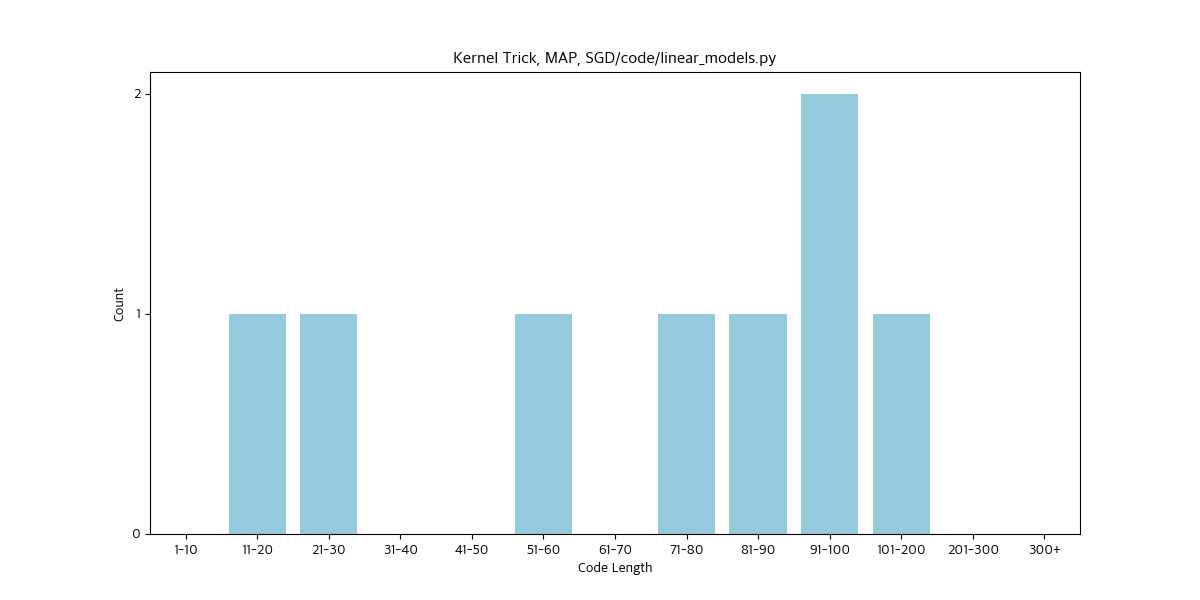 Kernel Trick, MAP, SGD/code/linear_models.py
Count
2
1
0
1-10 11-20 21-30 31-40 41-50 51-60 61-70 71-80 81-90 91-100 101-200 201-300 300+
Code Length